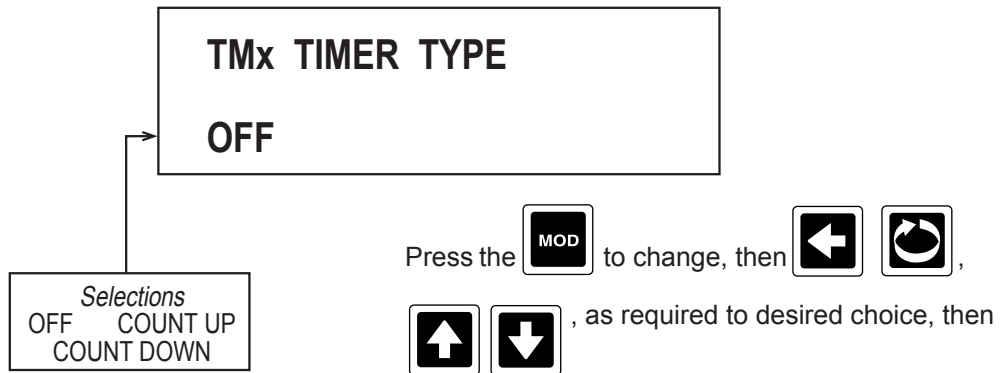 TMx TIMER TYPE
OFF
Press the MOD to change, then ,
Selections
OFF COUNT UP
COUNT DOWN
, as required to desired choice, then